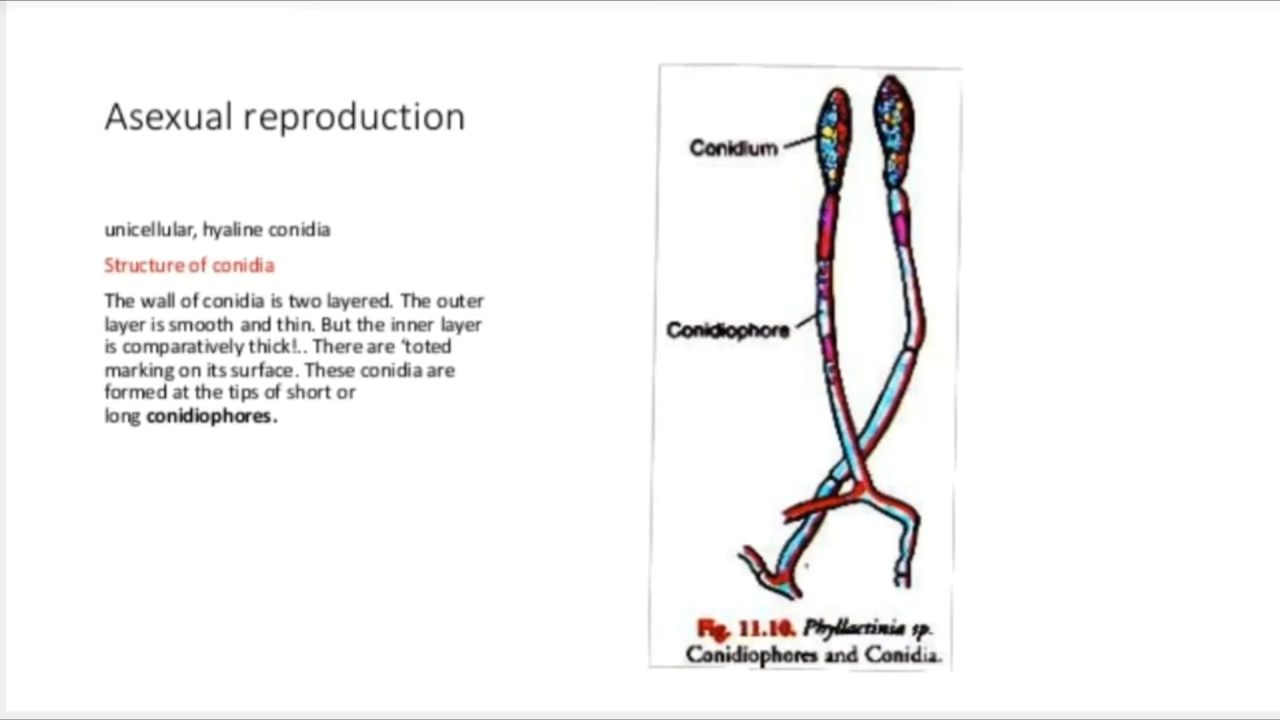 Asexual reproduction
unicellular, hyaline conidia
Structure of conidia
The wall of conidia is two layered. The outer
layer is smooth and thin. But the inner layer
is comparatively thick!.. There are ‘toted
marking on its surface. These conidia are
formed at the tips of short or
long conidiophores.
Conidium
Conidiophore
Fig. 11.10. Phyllactinia sp.
Conidiophores and Conidia.